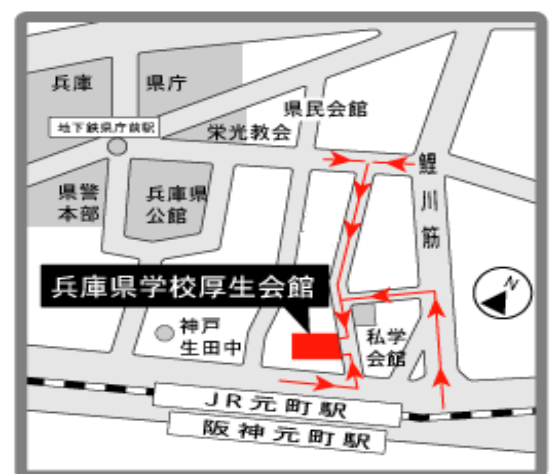 兵庫 県庁
県民会館
地下鉄県庁前駅
栄光教会
鯉川筋
県警
本部
兵庫県
公館
N
兵庫県学校厚生会館
神戸
生田中
私学
会館
JR元町駅
阪神元町駅